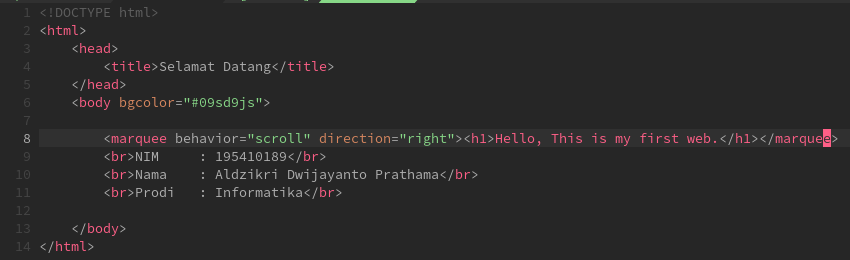 1 <!DOCTYPE html>
2 <html>
3     <head>
4         <title>Selamat Datang</title>
5     </head>
6     <body bgcolor="#09sd9js">
7
8         <marquee behavior="scroll" direction="right"><h1>Hello, This is my first web.</h1></marquee>
9         <br>NIM     : 195410189</br>
10         <br>Nama    : Aldzikri Dwijayanto Prathama</br>
11         <br>Prodi   : Informatika</br>
12
13     </body>
14 </html>